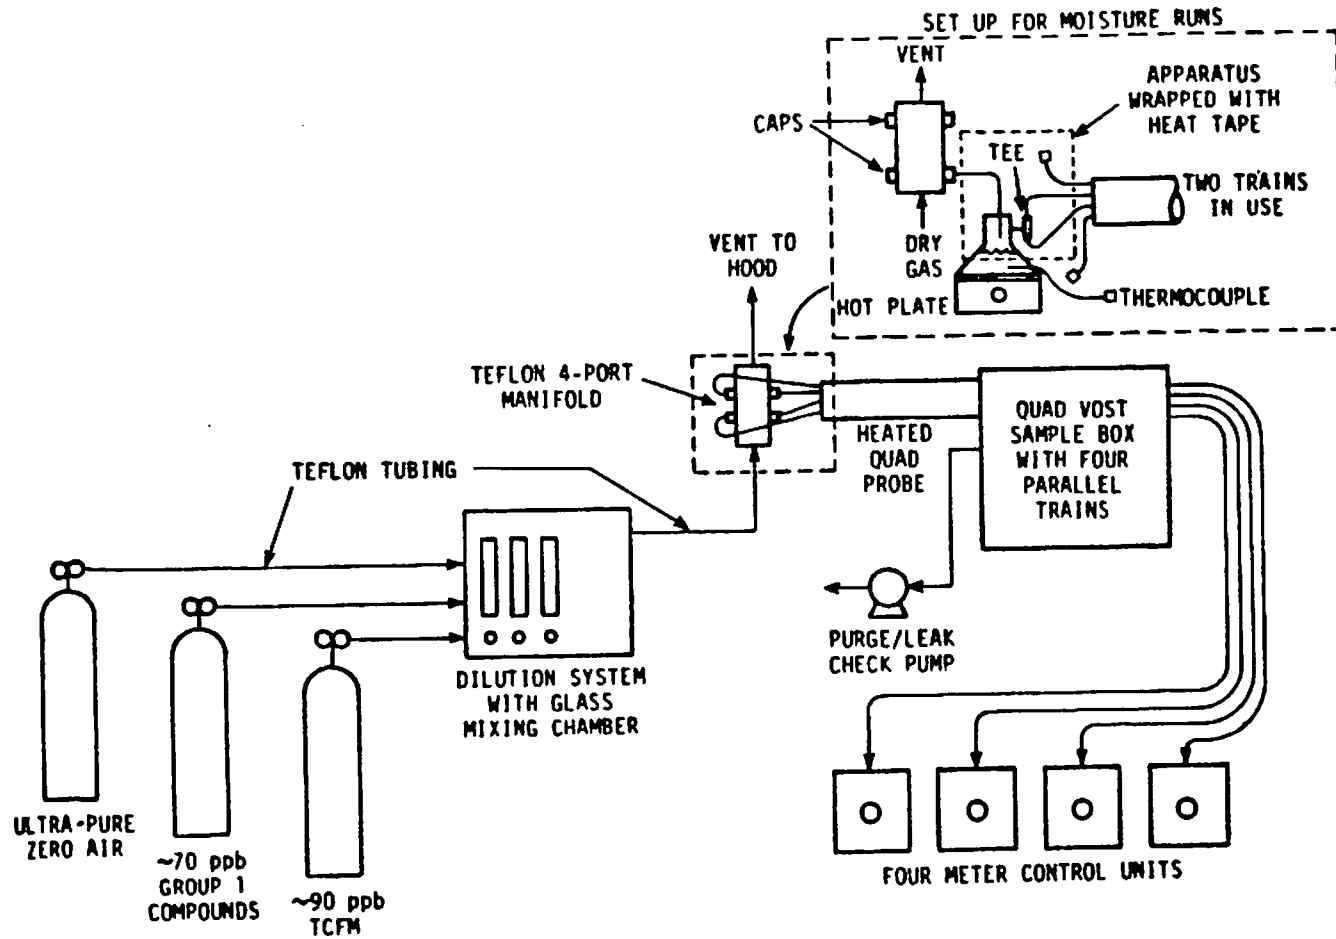 SET UP FOR MOISTURE RUNS
VENT
APPARATUS
WRAPPED WITH
HEAT TAPE
CAPS
TEE
TWO TRAINS
IN USE
DRY
GAS
VENT TO
HOOD
HOT PLATE
THERMOCOUPLE
TEFLON 4-PORT
MANIFOLD
QUAD VOST
SAMPLE BOX
WITH FOUR
PARALLEL
TRAINS
HEATED
QUAD
PROBE
TEFLON TUBING
PURGE/LEAK
CHECK PUMP
DILUTION SYSTEM
WITH GLASS
MIXING CHAMBER
ULTRA-PURE
ZERO AIR
~70 ppb
GROUP 1
COMPOUNDS
~90 ppb
TCFM
FOUR METER CONTROL UNITS